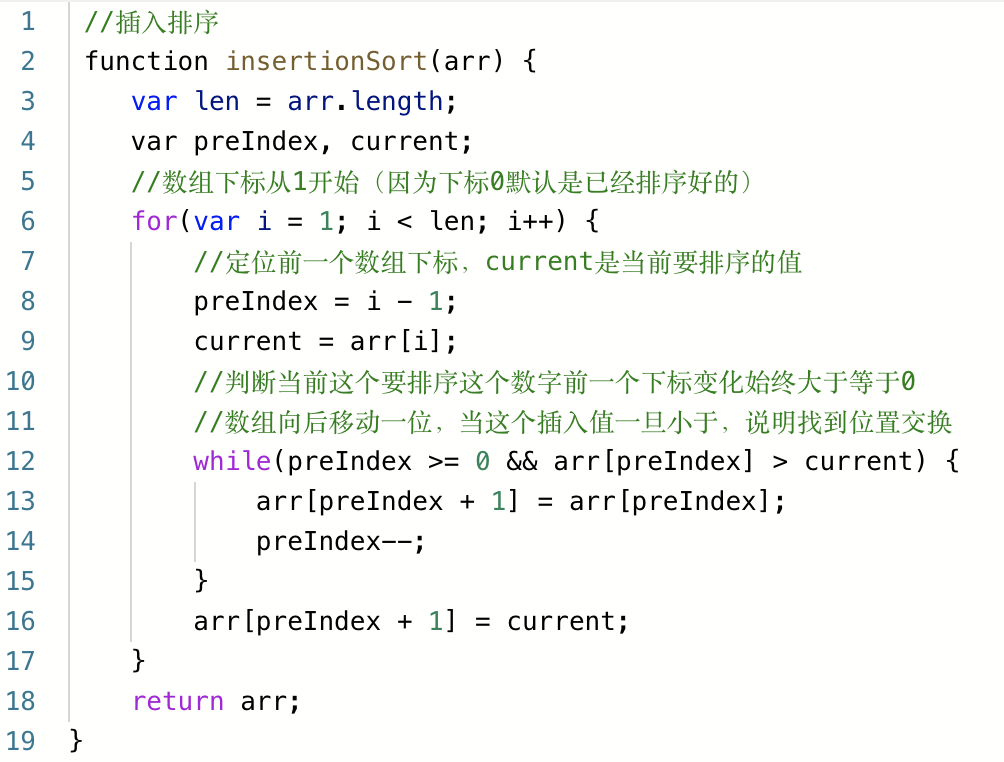 1 //插入排序
2 function insertionSort(arr) {
3 var len = arr.length;
4 var preIndex, current;
5 //数组下标从1开始（因为下标0默认是已经排序好的）
6 for(var i = 1; i < len; i++) {
7 //定位前一个数组下标，current是当前要排序的值
8 preIndex = i - 1;
9 current = arr[i];
10 //判断当前这个要排序这个数字前一个下标变化始终大于等于0
11 //数组向后移动一位，当这个插入值一旦小于，说明找到位置交换
12 while(preIndex >= 0 && arr[preIndex] > current) {
13 arr[preIndex + 1] = arr[preIndex];
14 preIndex--;
15 }
16 arr[preIndex + 1] = current;
17 }
18 return arr;
19 }